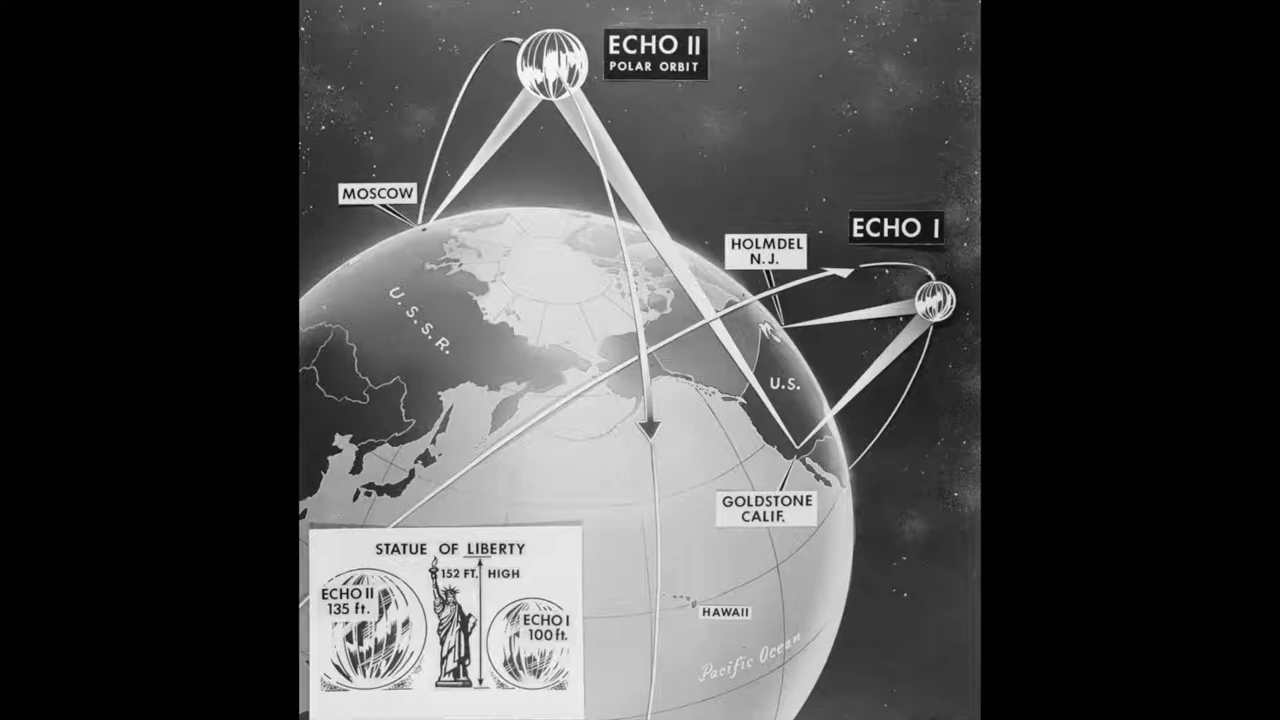 ECHO II
POLAR ORBIT
MOSCOW
ECHO I
HOLMDEL
N.J.
U.S.S.R.
U.S.
GOLDSTONE
CALIF.
STATUE OF LIBERTY
152 FT. HIGH
ECHO II
135 ft.
ECHO I
100 ft.
HAWAII
Pacific Ocean